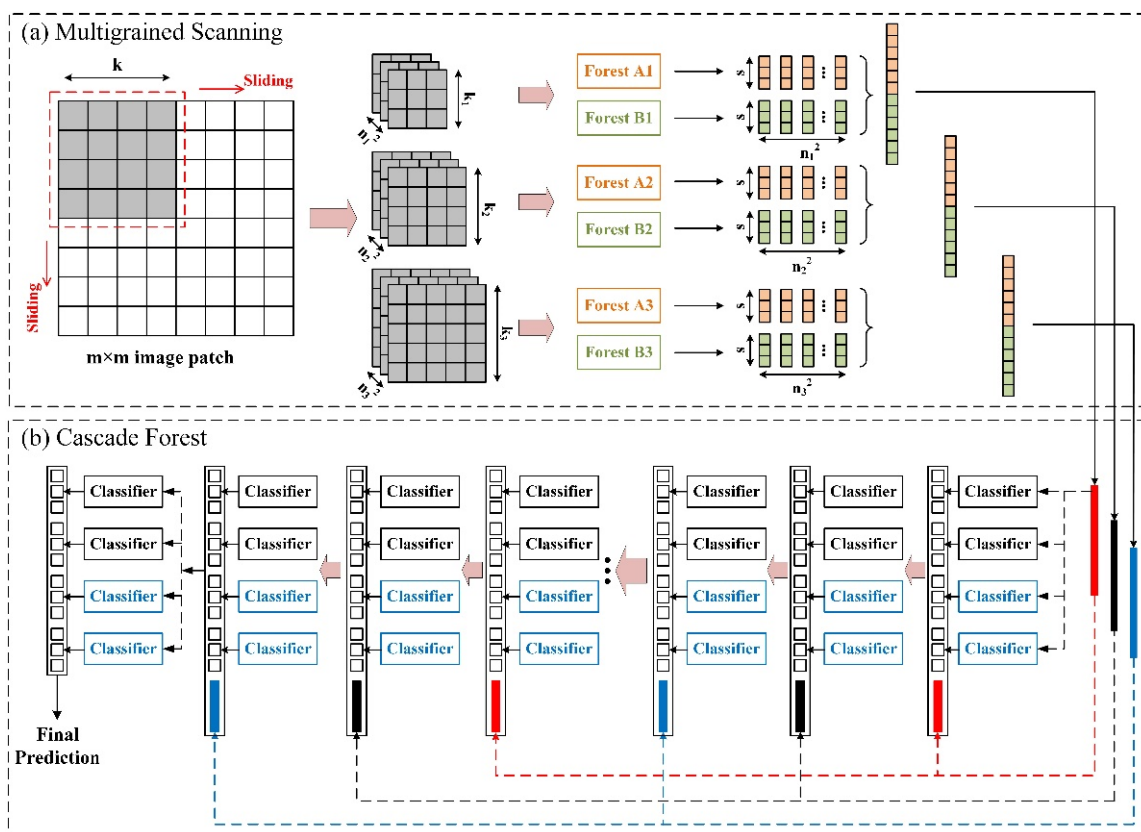 (a) Multigrained Scanning
k
Sliding
Sliding
m×m image patch
k₁
n₁²
k₂
n₂²
k₃
n₃²
Forest A1
Forest B1
Forest A2
Forest B2
Forest A3
Forest B3
s
s
n₁²
s
s
n₂²
s
s
n₃²
(b) Cascade Forest
Classifier Classifier Classifier Classifier Classifier Classifier Classifier
Classifier Classifier Classifier Classifier Classifier Classifier Classifier
Classifier Classifier Classifier Classifier Classifier Classifier Classifier
Classifier Classifier Classifier Classifier Classifier Classifier Classifier
Final
Prediction